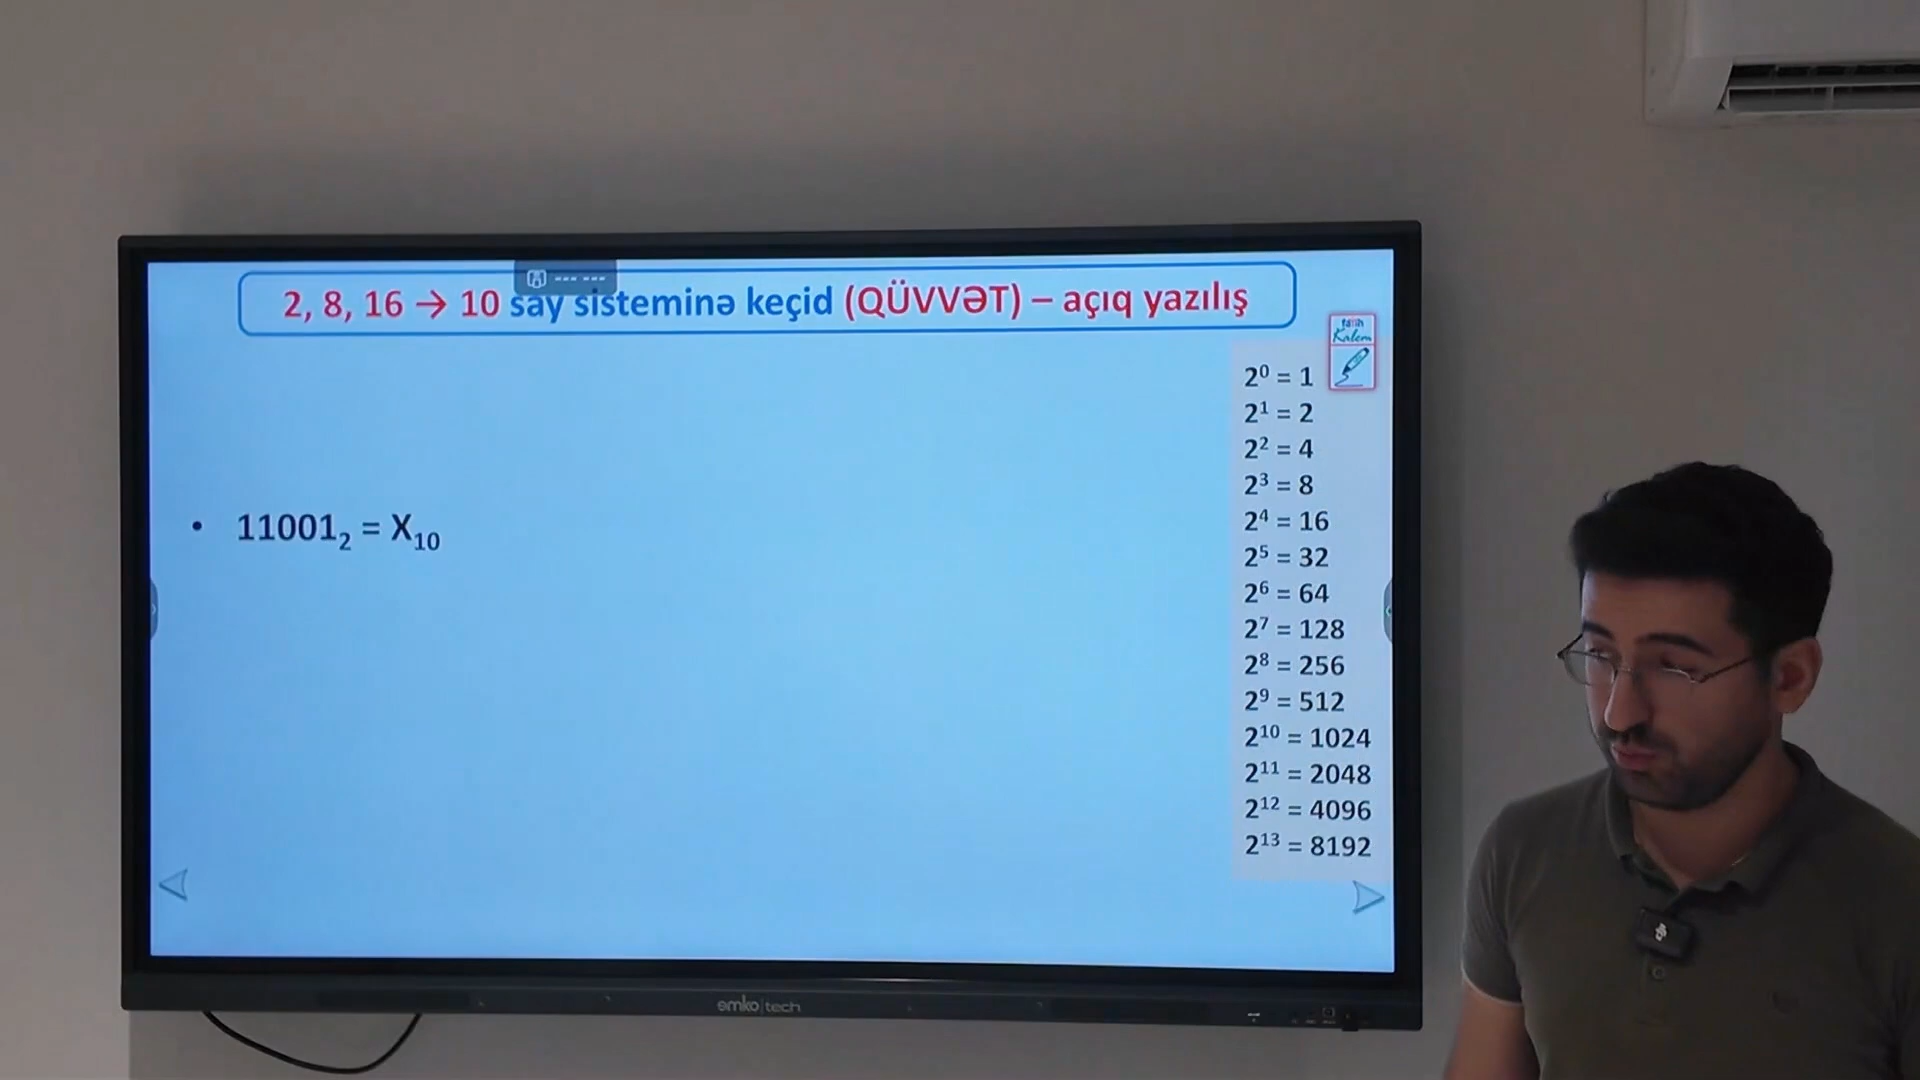 2, 8, 16 → 10 say sisteminə keçid (QÜVVƏT) – açıq yazılış
fatih
Kalem
• 11001₂ = X₁₀
2⁰ = 1
2¹ = 2
2² = 4
2³ = 8
2⁴ = 16
2⁵ = 32
2⁶ = 64
2⁷ = 128
2⁸ = 256
2⁹ = 512
2¹⁰ = 1024
2¹¹ = 2048
2¹² = 4096
2¹³ = 8192
emko|tech